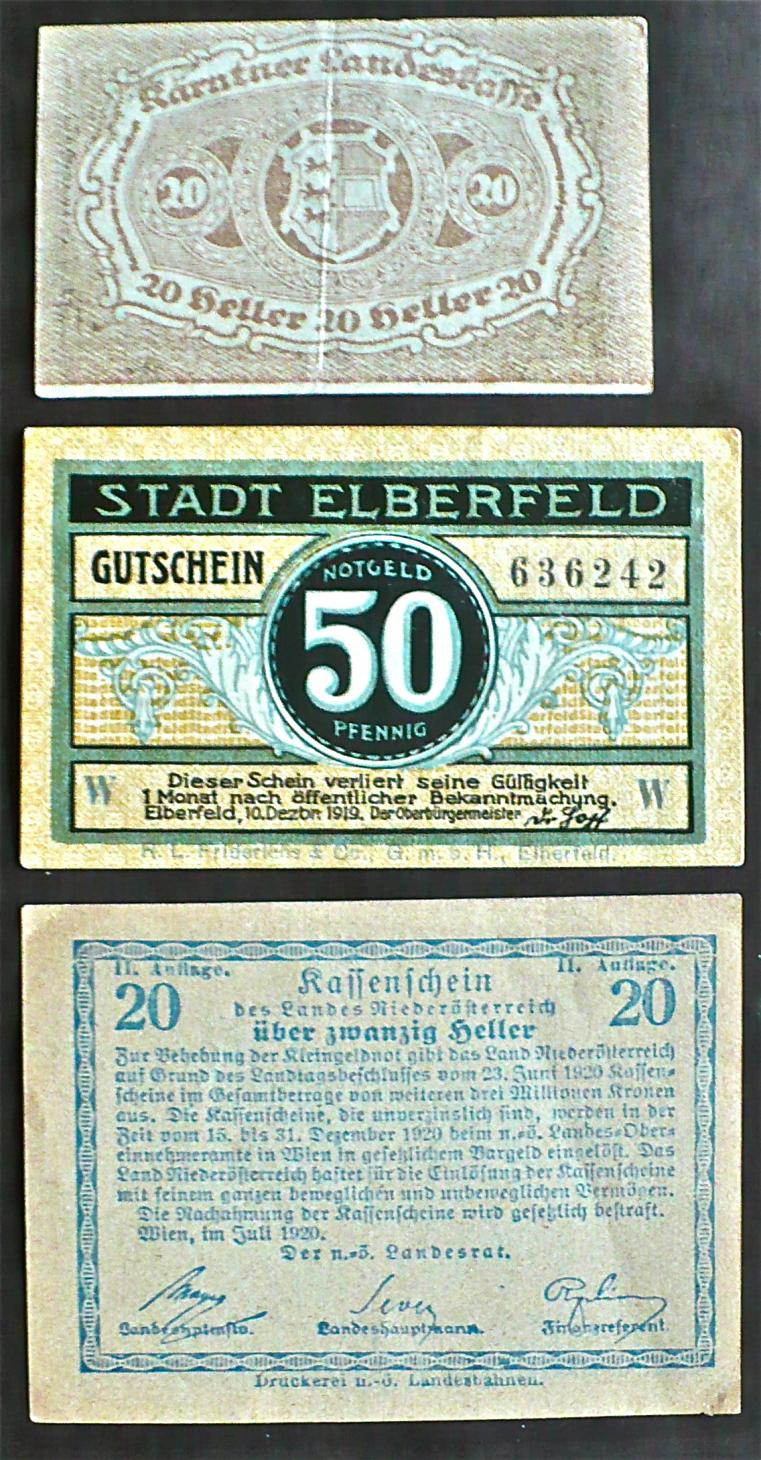 Kärntner Landeskasse
20 20
20 Heller 20 Heller 20
STADT ELBERFELD
GUTSCHEIN
NOTGELD
636242
50
PFENNIG
W W
Dieser Schein verliert seine Gültigkeit
1 Monat nach öffentlicher Bekanntmachung.
Elberfeld, 10. Dezbr. 1919. Der Oberbürgermeister
R. L. Friderichs & Co., G. m. b. H., Elberfeld.
II. Auflage. II. Auflage.
20 20
Kassenschein
des Landes Niederösterreich
über zwanzig Heller
Zur Behebung der Kleingeldnot gibt das Land Niederösterreich
auf Grund des Landtagsbeschlusses vom 23. Juni 1920 Kassen-
scheine im Gesamtbetrage von weiteren drei Millionen Kronen
aus. Die Kassenscheine, die unverzinslich sind, werden in der
Zeit vom 15. bis 31. Dezember 1920 beim n.-ö. Landes-Ober-
einnehmeramte in Wien in gesetzlichem Bargeld eingelöst. Das
Land Niederösterreich haftet für die Einlösung der Kassenscheine
mit seinem ganzen beweglichen und unbeweglichen Vermögen.
Die Nachahmung der Kassenscheine wird gesetzlich bestraft.
Wien, im Juli 1920.
Der n.-ö. Landesrat.
Sever
Landeshauptmann. Finanzreferent.
Druckerei n.-ö. Landesbahnen.